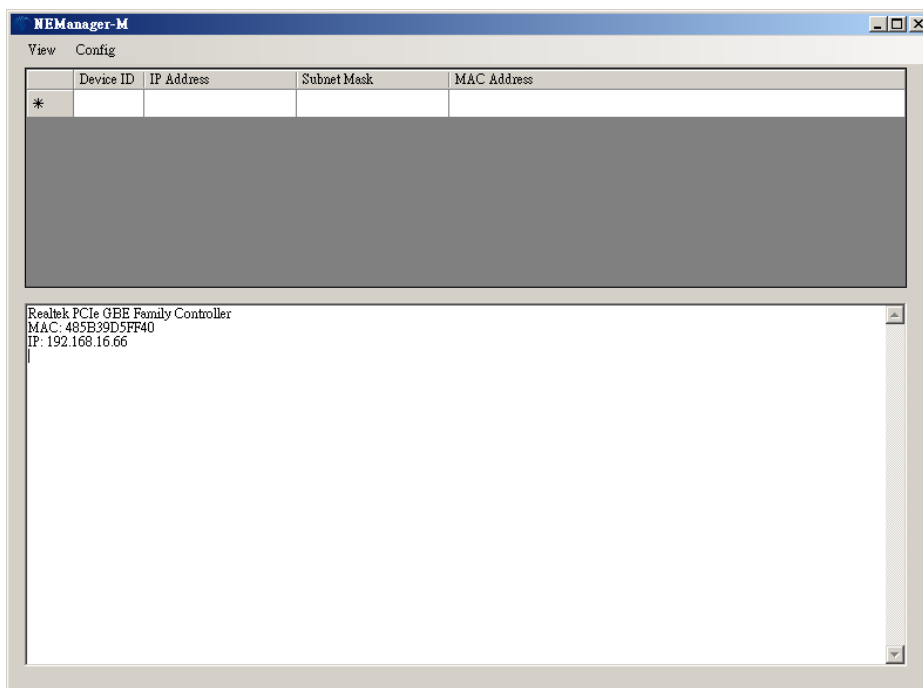 NEManager-M
View Config
Device ID IP Address Subnet Mask MAC Address
Realtek PCIe GBE Family Controller
MAC: 485B39D5FF40
IP: 192.168.16.66